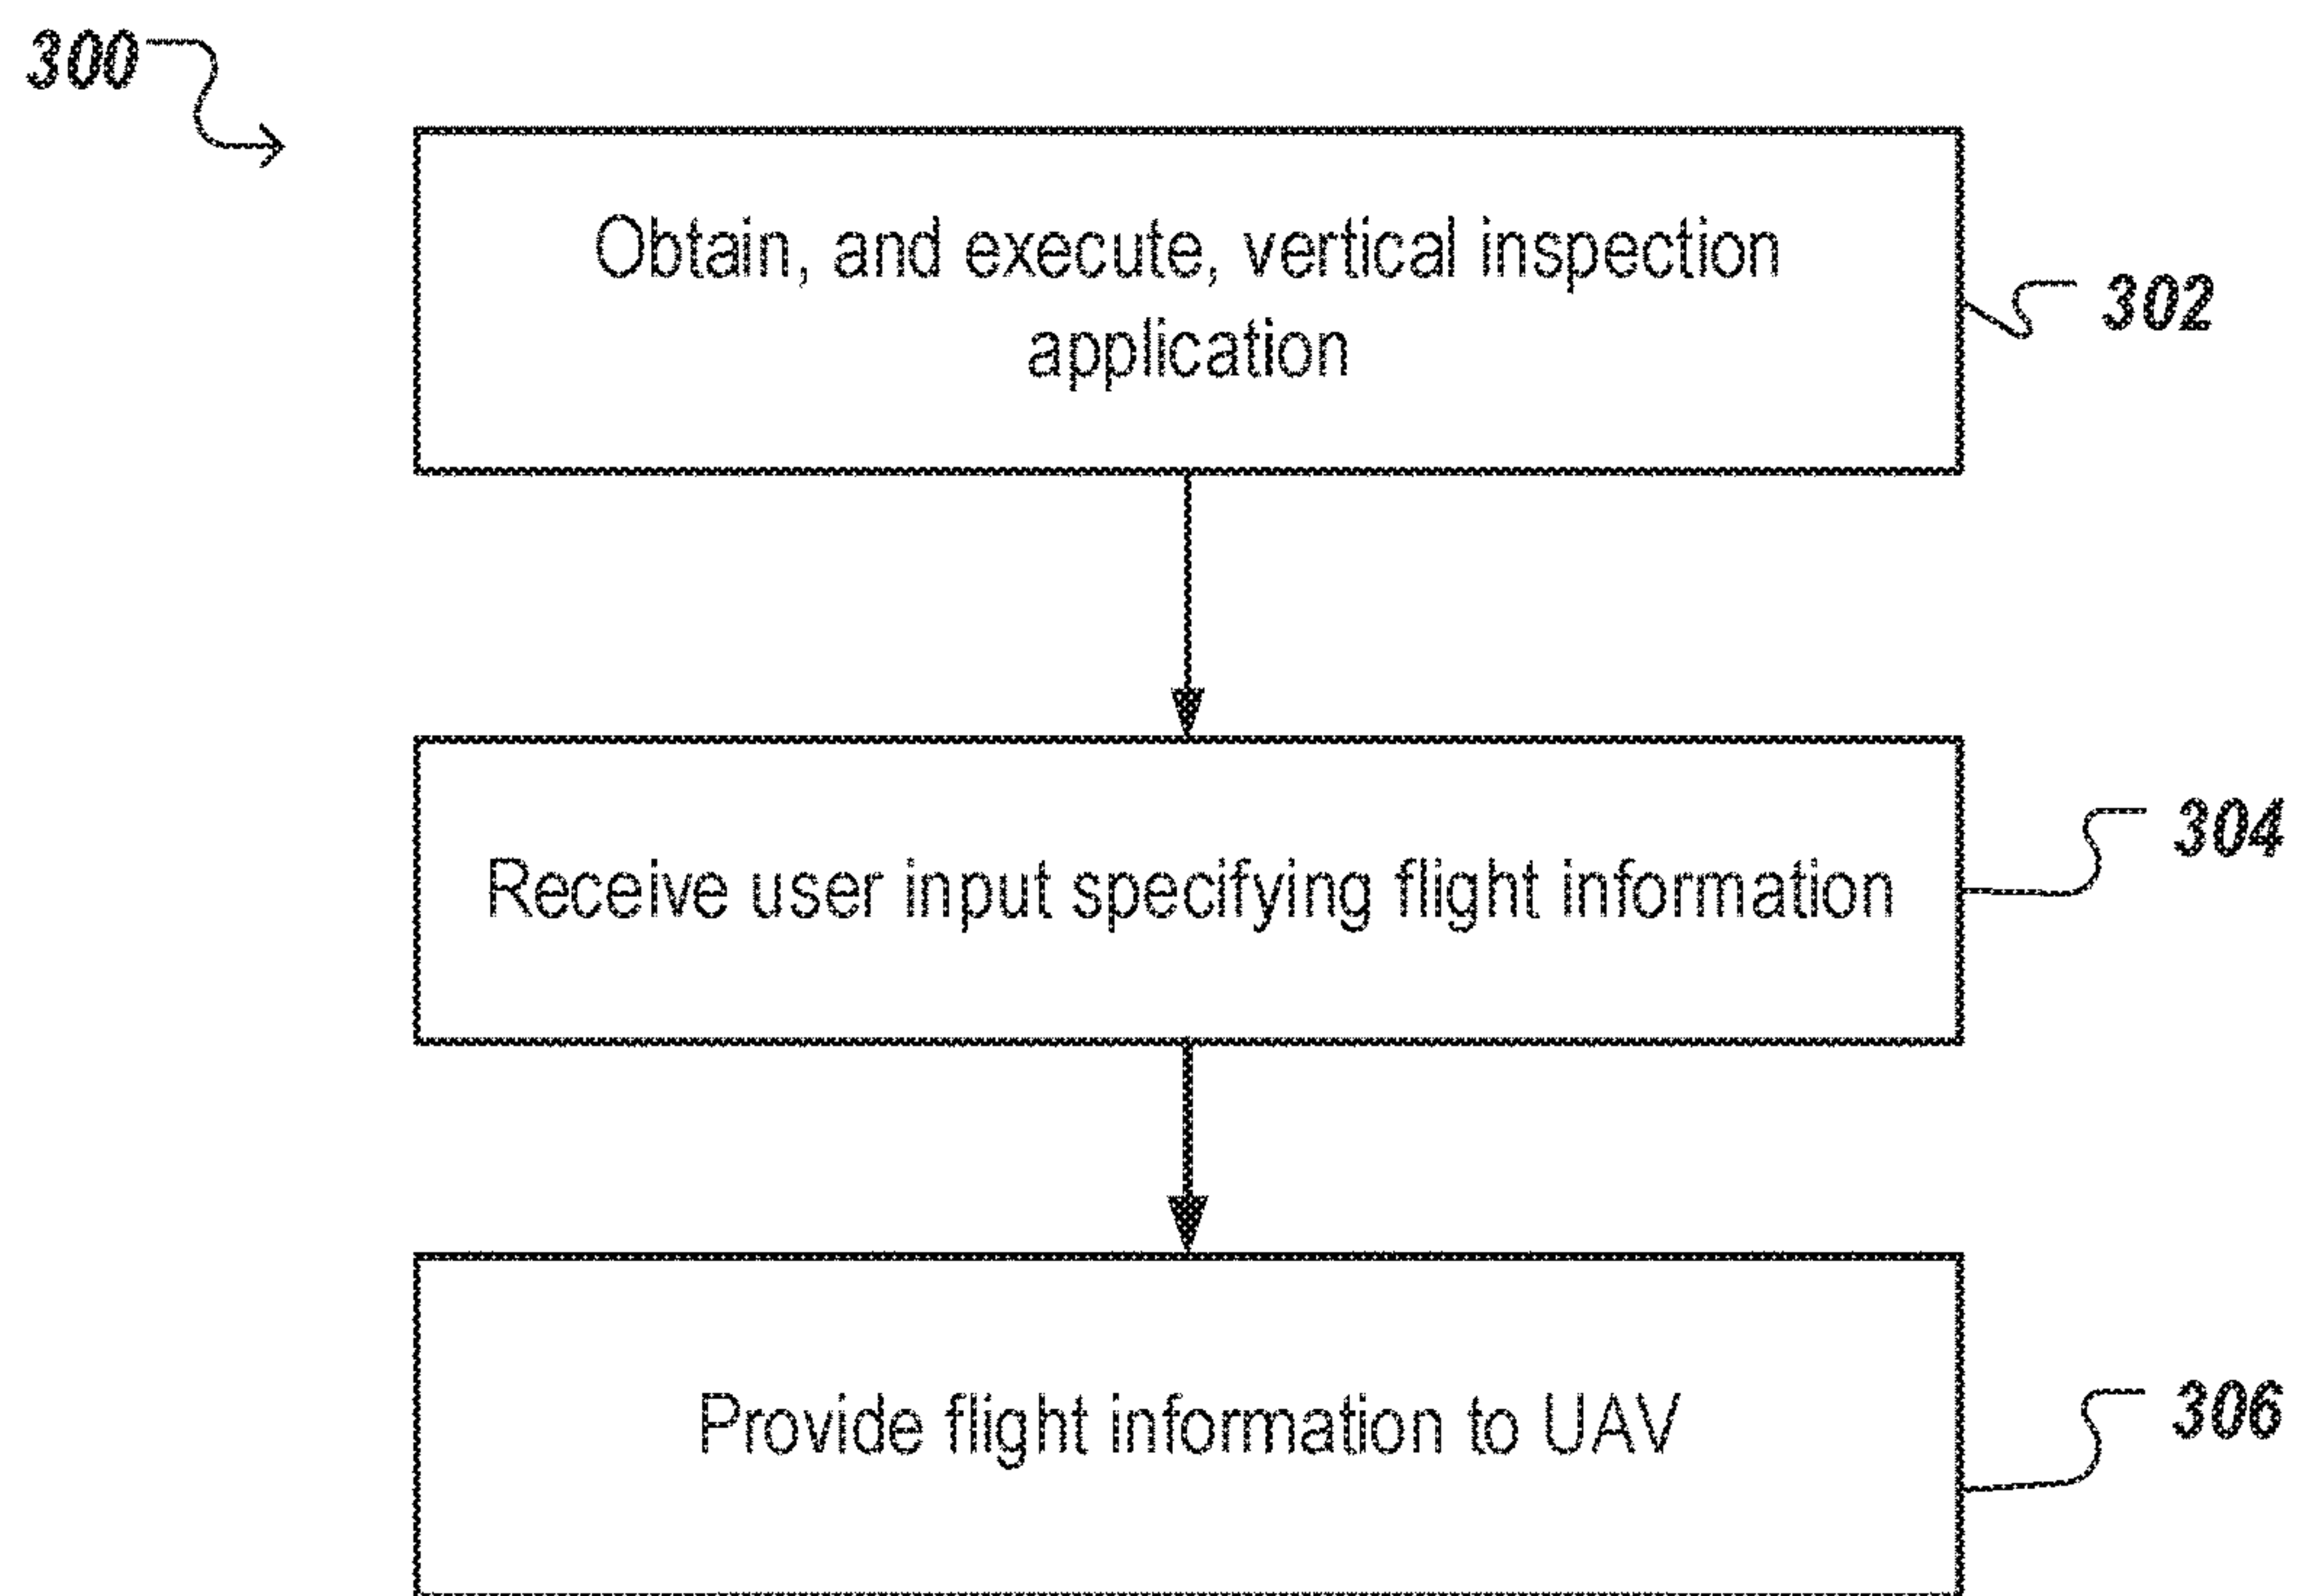 300
Obtain, and execute, vertical inspection
application
302
Receive user input specifying flight information
304
Provide flight information to UAV
306